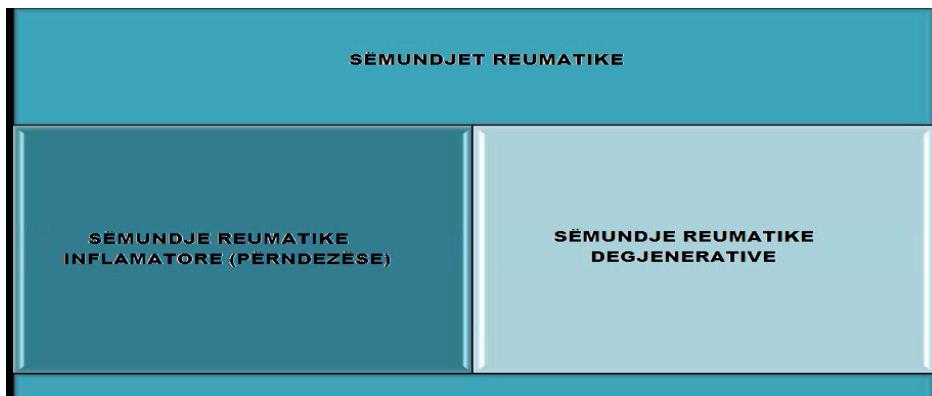 SËMUNDJET REUMATIKE
SËMUNDJE REUMATIKE
INFLAMATORE (PËRNDEZËSE)
SËMUNDJE REUMATIKE
DEGJENERATIVE